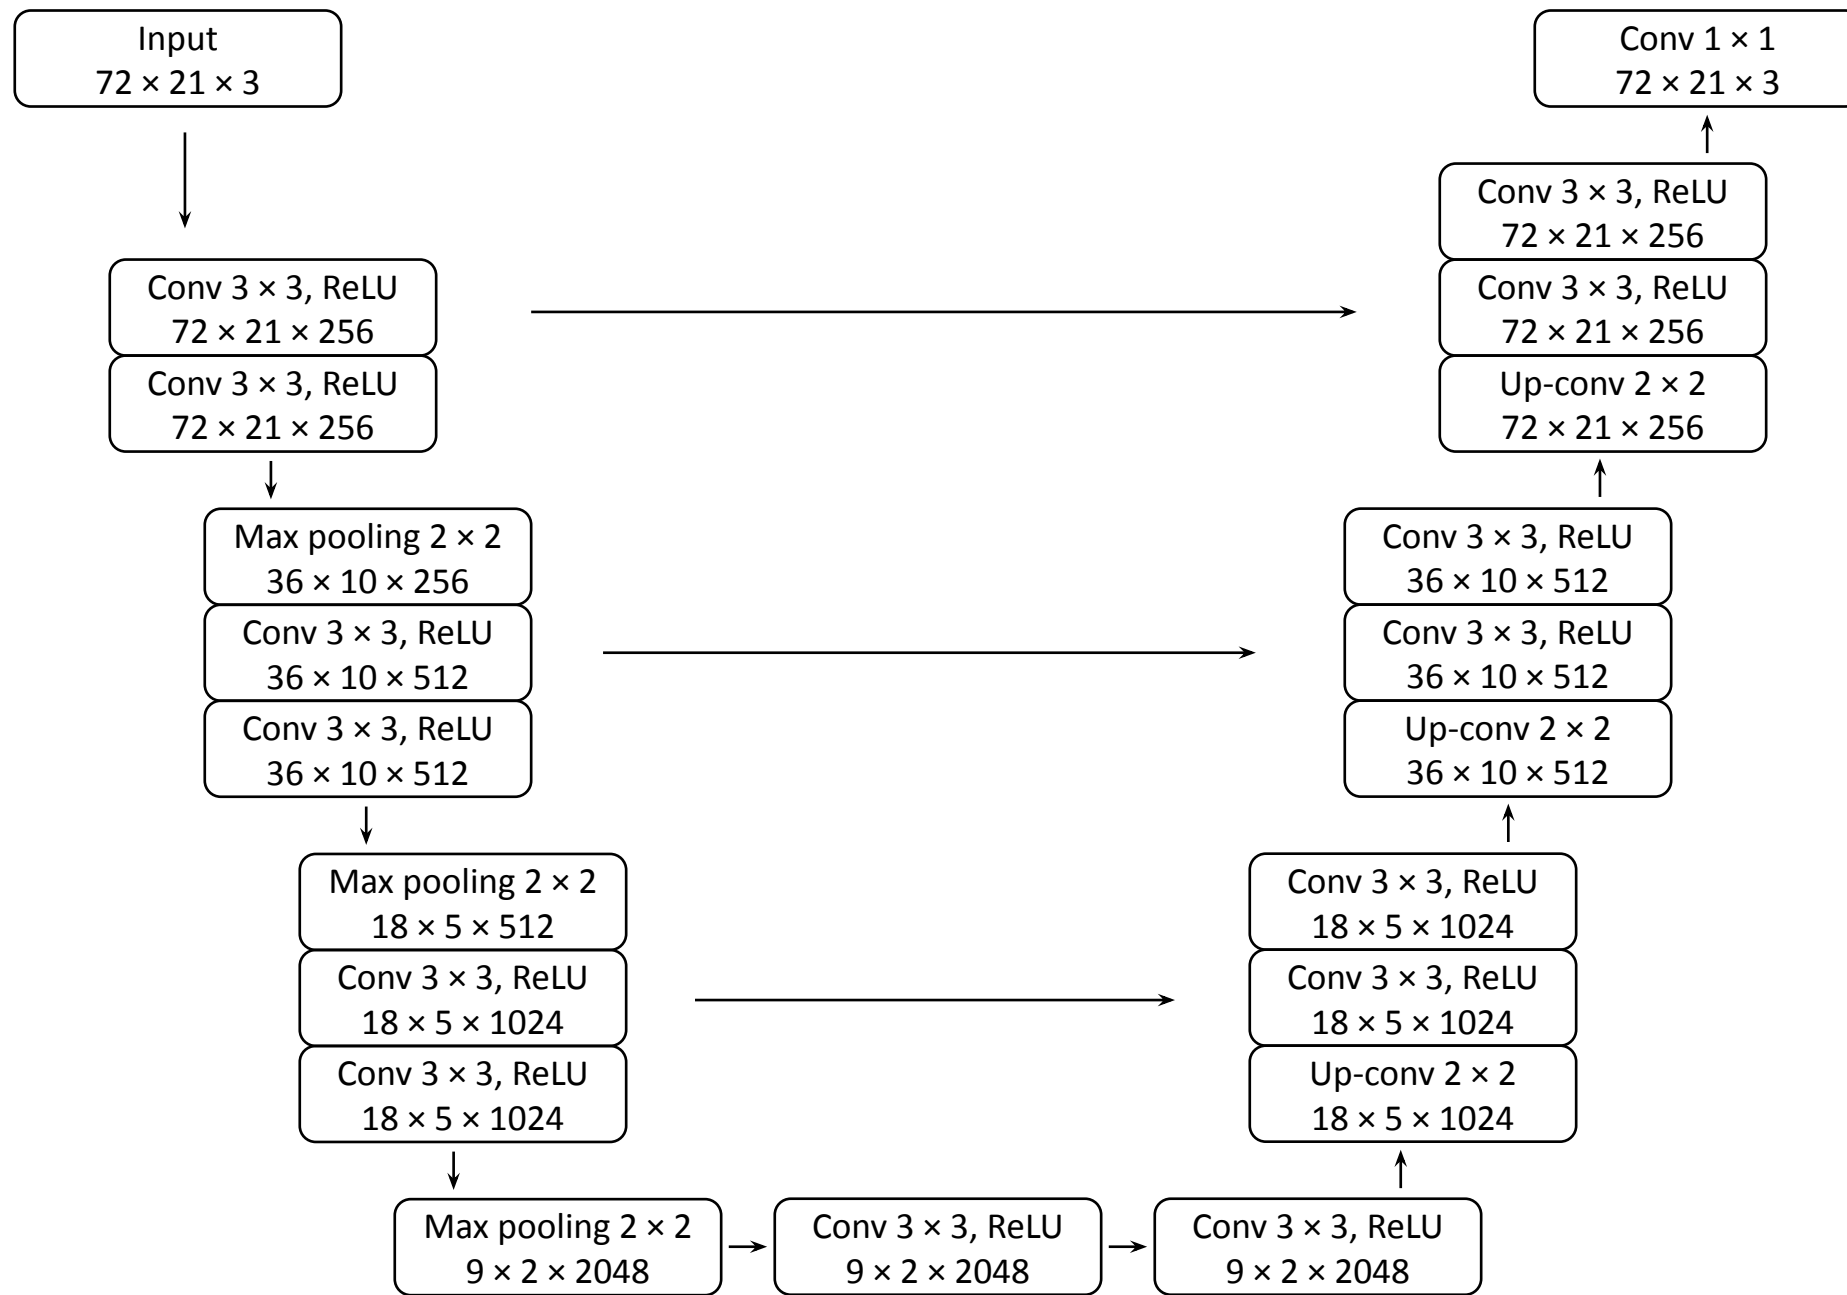 Input
72 × 21 × 3
Conv 3 × 3, ReLU
72 × 21 × 256
Conv 3 × 3, ReLU
72 × 21 × 256
Max pooling 2 × 2
36 × 10 × 256
Conv 3 × 3, ReLU
36 × 10 × 512
Conv 3 × 3, ReLU
36 × 10 × 512
Max pooling 2 × 2
18 × 5 × 512
Conv 3 × 3, ReLU
18 × 5 × 1024
Conv 3 × 3, ReLU
18 × 5 × 1024
Max pooling 2 × 2
9 × 2 × 2048
Conv 3 × 3, ReLU
9 × 2 × 2048
Conv 3 × 3, ReLU
9 × 2 × 2048
Conv 1 × 1
72 × 21 × 3
Conv 3 × 3, ReLU
72 × 21 × 256
Conv 3 × 3, ReLU
72 × 21 × 256
Up-conv 2 × 2
72 × 21 × 256
Conv 3 × 3, ReLU
36 × 10 × 512
Conv 3 × 3, ReLU
36 × 10 × 512
Up-conv 2 × 2
36 × 10 × 512
Conv 3 × 3, ReLU
18 × 5 × 1024
Conv 3 × 3, ReLU
18 × 5 × 1024
Up-conv 2 × 2
18 × 5 × 1024